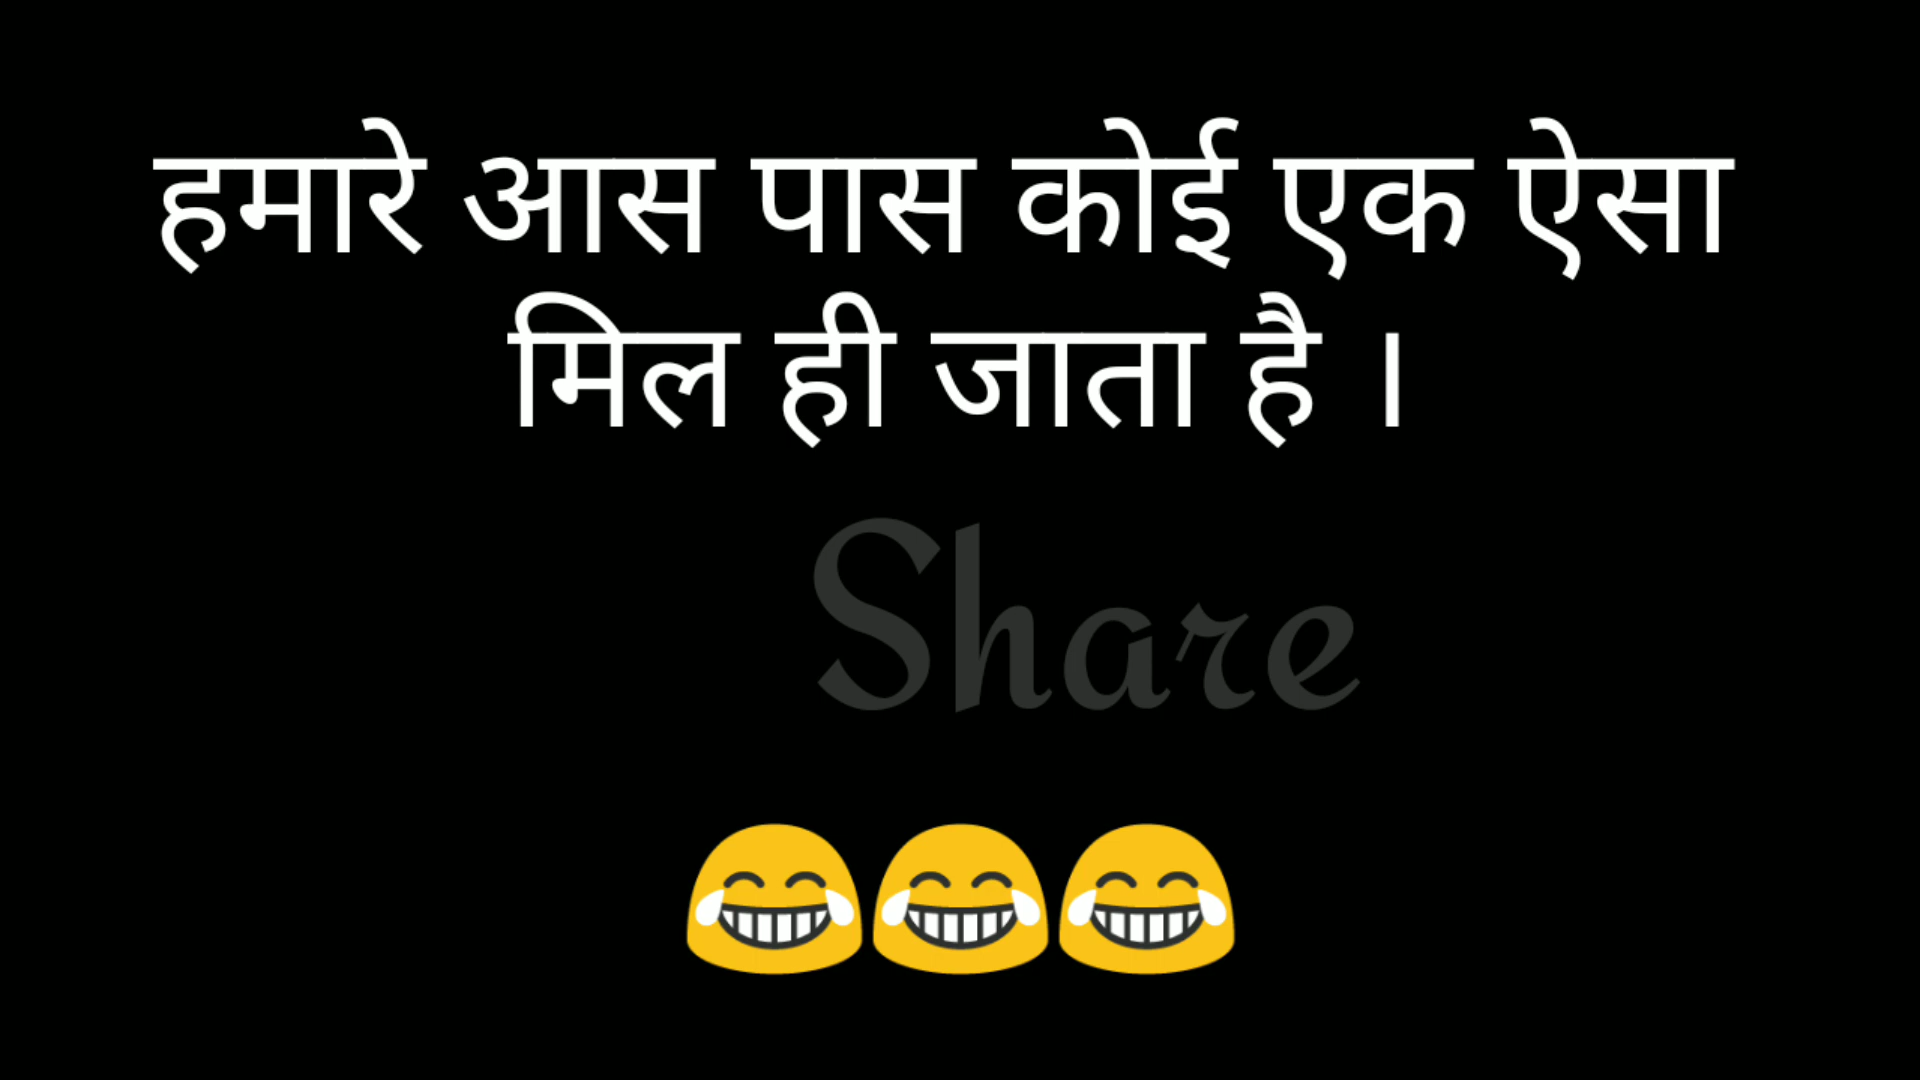 हमारे आस पास कोई एक ऐसा
मिल ही जाता है ।
Share
😂😂😂